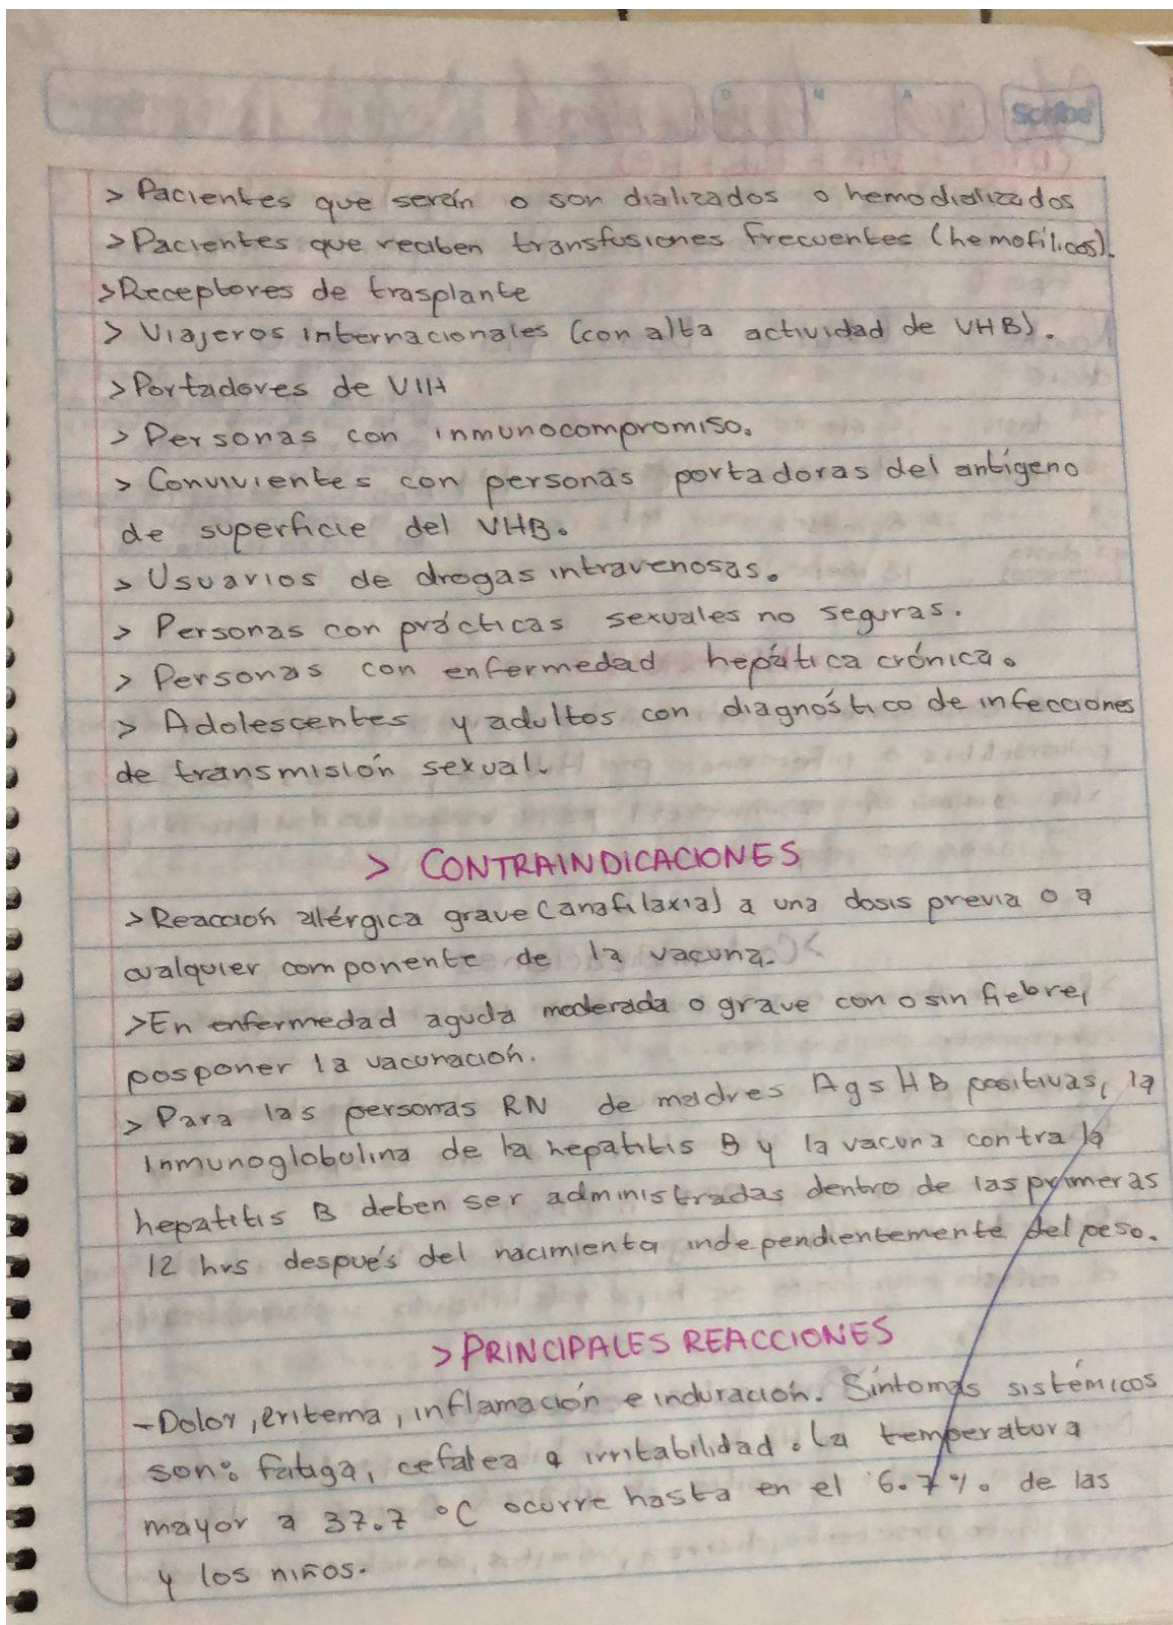 Scribe
> Pacientes que serán o son dializados o hemodializados
> Pacientes que reciben transfusiones frecuentes (hemofílicos).
> Receptores de trasplante
> Viajeros internacionales (con alta actividad de VHB).
> Portadores de VIH
> Personas con inmunocompromiso.
> Convivientes con personas portadoras del antígeno
de superficie del VHB.
> Usuarios de drogas intravenosas.
> Personas con prácticas sexuales no seguras.
> Personas con enfermedad hepática crónica.
> Adolescentes y adultos con diagnóstico de infecciones
de transmisión sexual.
> CONTRAINDICACIONES
> Reacción alérgica grave (anafilaxia) a una dosis previa o a
cualquier componente de la vacuna.
> En enfermedad aguda moderada o grave con o sin fiebre,
posponer la vacunación.
> Para las personas RN de madres AgsHB positivas, la
inmunoglobulina de la hepatitis B y la vacuna contra la
hepatitis B deben ser administradas dentro de las primeras
12 hrs después del nacimiento independientemente del peso.
> PRINCIPALES REACCIONES
- Dolor, eritema, inflamación e induración. Síntomas sistémicos
son: fatiga, cefalea e irritabilidad. La temperatura
mayor a 37.7 °C ocurre hasta en el 6.7%. de las
y los niños.